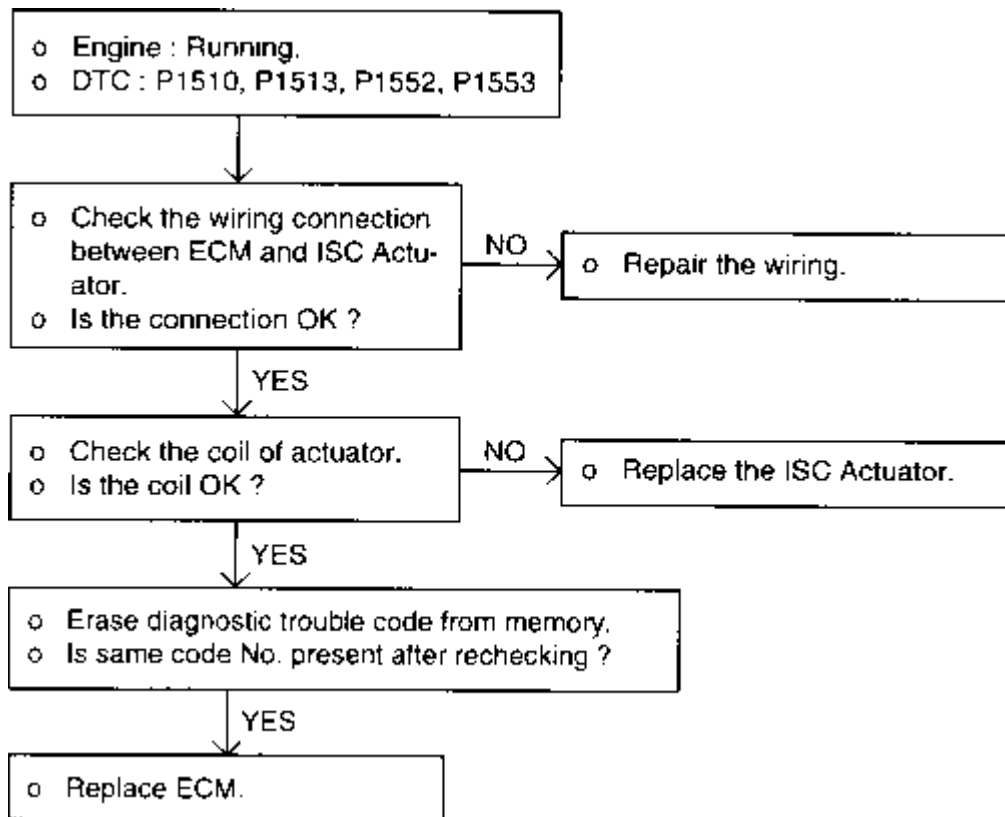 o Engine : Running,
o DTC : P1510, P1513, P1552, P1553
o Check the wiring connection
between ECM and ISC Actu-
ator.
o Is the connection OK ?
NO
o Repair the wiring.
YES
o Check the coil of actuator.
o Is the coil OK ?
NO
o Replace the ISC Actuator.
YES
o Erase diagnostic trouble code from memory,
o Is same code No. present after rechecking ?
YES
o Replace ECM.